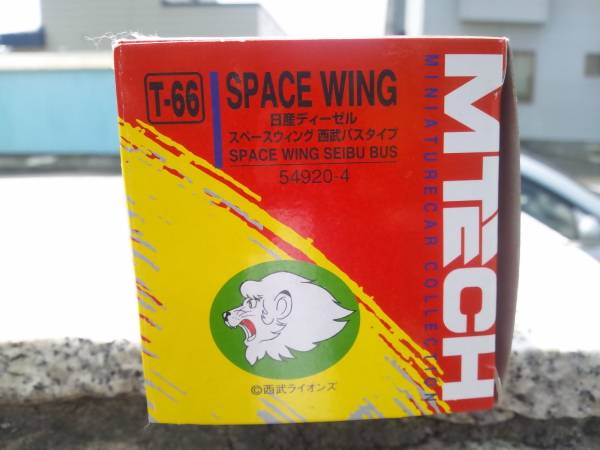 T-66
SPACE WING
日産ディーゼル
スペースウィング 西武バスタイプ
SPACE WING SEIBU BUS
54920-4
MTECH
MINIATURECAR COLLECTION
©西武ライオンズ